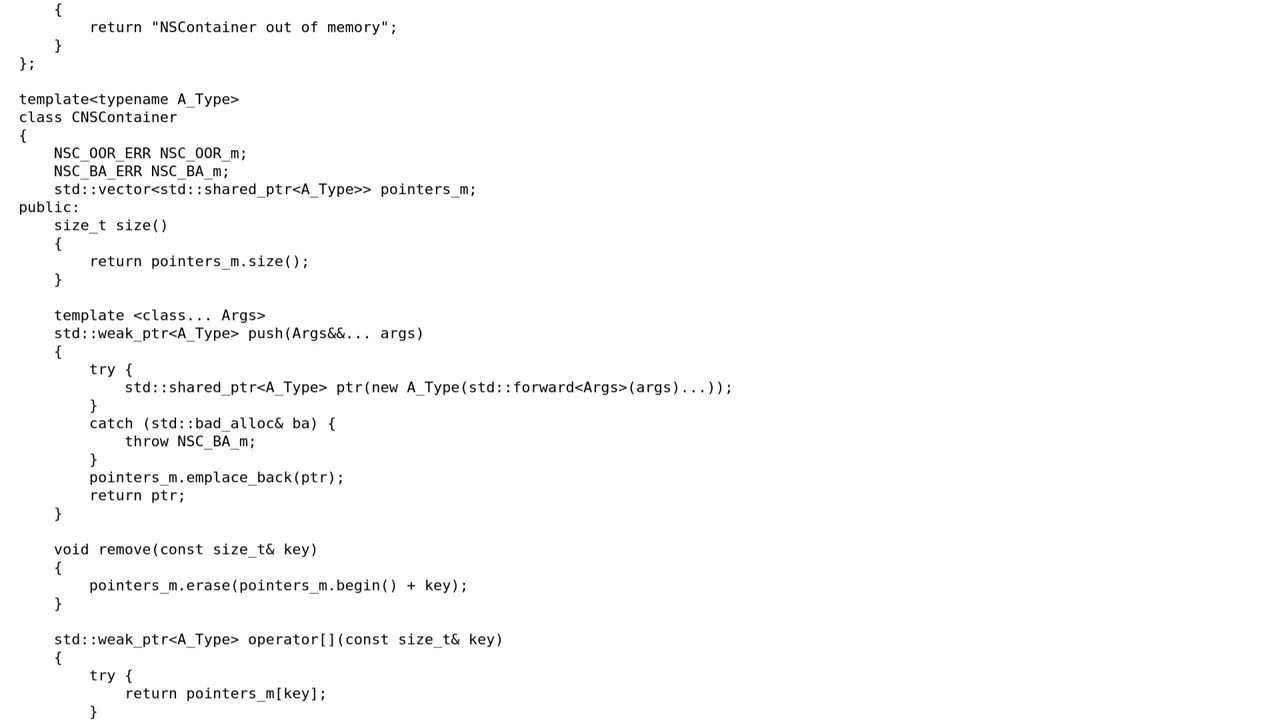 {
return "NSContainer out of memory";
}
};
template<typename A_Type>
class CNSContainer
{
NSC_OOR_ERR NSC_OOR_m;
NSC_BA_ERR NSC_BA_m;
std::vector<std::shared_ptr<A_Type>> pointers_m;
public:
size_t size()
{
return pointers_m.size();
}
template <class... Args>
std::weak_ptr<A_Type> push(Args&&... args)
{
try {
std::shared_ptr<A_Type> ptr(new A_Type(std::forward<Args>(args)...));
}
catch (std::bad_alloc& ba) {
throw NSC_BA_m;
}
pointers_m.emplace_back(ptr);
return ptr;
}
void remove(const size_t& key)
{
pointers_m.erase(pointers_m.begin() + key);
}
std::weak_ptr<A_Type> operator[](const size_t& key)
{
try {
return pointers_m[key];
}